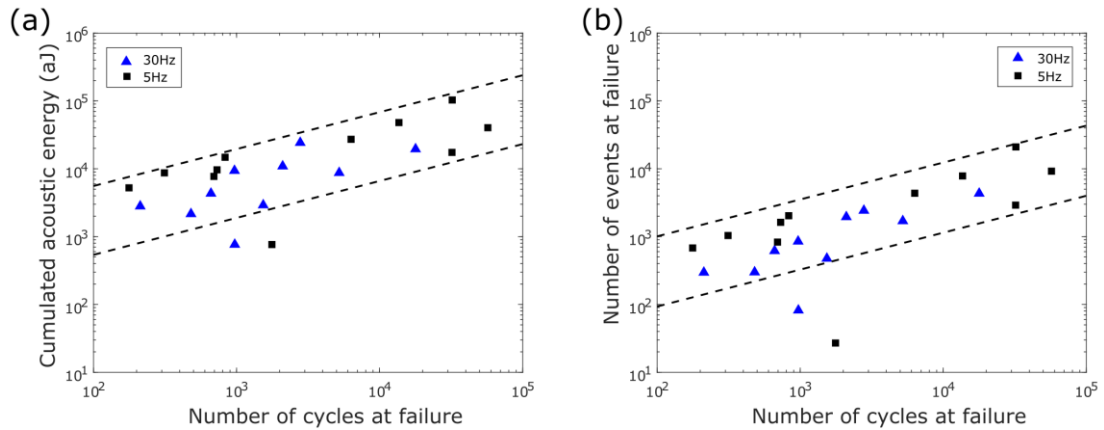 (a)
Cumulated acoustic energy (aJ)
10^6
10^5
10^4
10^3
10^2
10^1
30Hz
5Hz
10^2 10^3 10^4 10^5
Number of cycles at failure
(b)
Number of events at failure
10^6
10^5
10^4
10^3
10^2
10^1
30Hz
5Hz
10^2 10^3 10^4 10^5
Number of cycles at failure